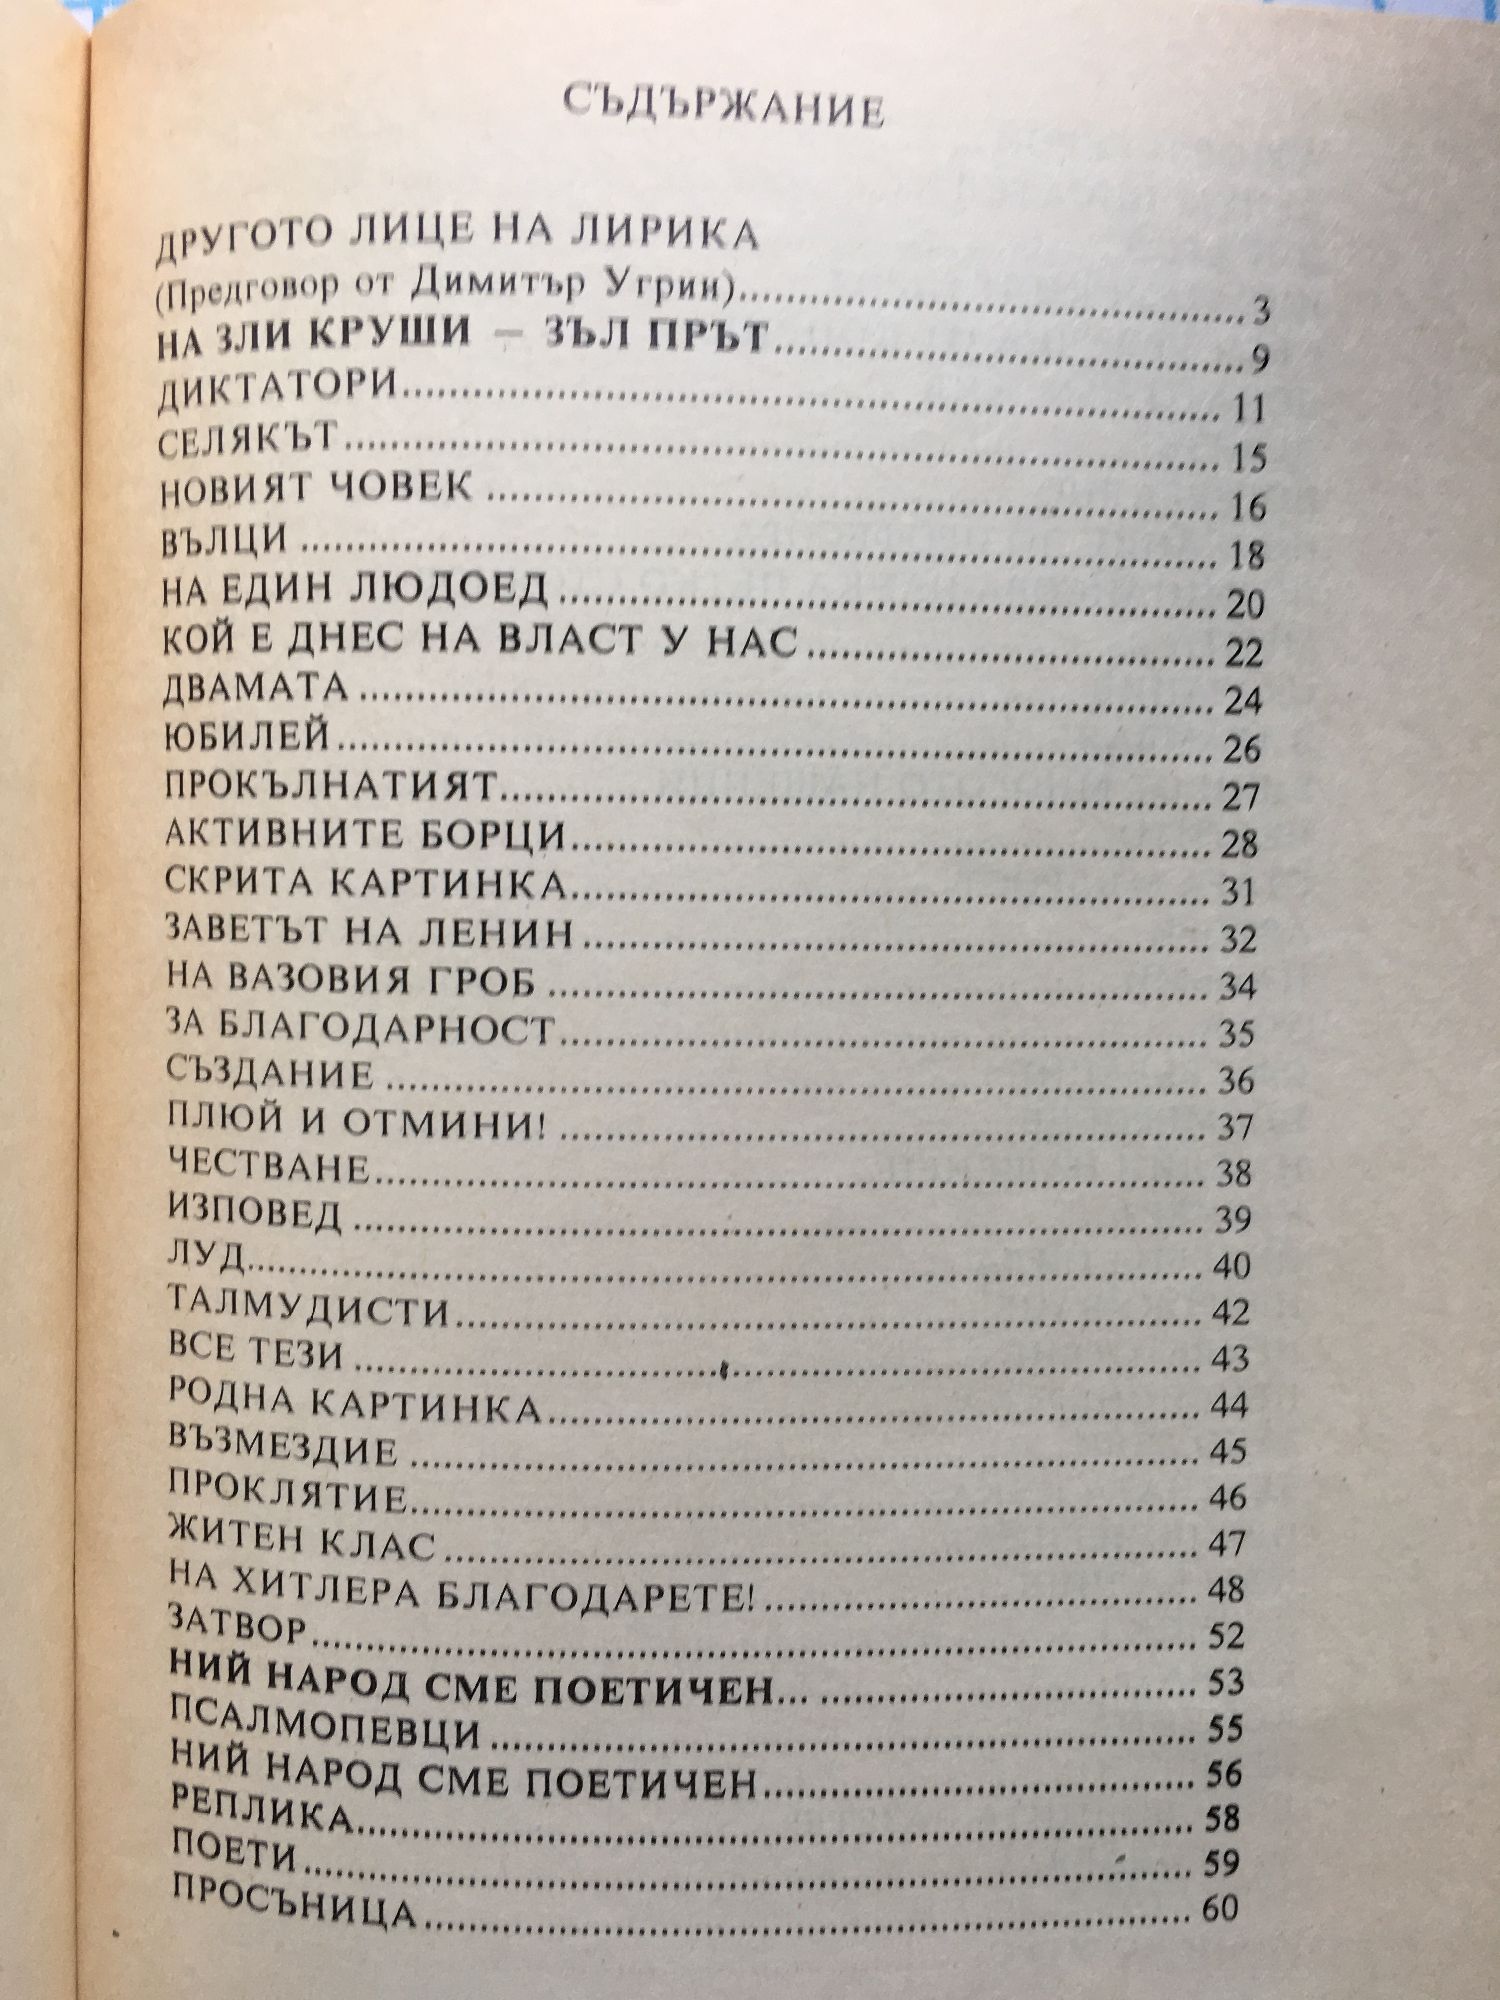 СЪДЪРЖАНИЕ
ДРУГОТО ЛИЦЕ НА ЛИРИКА
(Предговор от Димитър Угрин)..................................................3
НА ЗЛИ КРУШИ – ЗЪЛ ПРЪТ..................................................9
ДИКТАТОРИ..................................................11
СЕЛЯКЪТ..................................................15
НОВИЯТ ЧОВЕК..................................................16
ВЪЛЦИ..................................................18
НА ЕДИН ЛЮДОЕД..................................................20
КОЙ Е ДНЕС НА ВЛАСТ У НАС..................................................22
ДВАМАТА..................................................24
ЮБИЛЕЙ..................................................26
ПРОКЪЛНАТИЯТ..................................................27
АКТИВНИТЕ БОРЦИ..................................................28
СКРИТА КАРТИНКА..................................................31
ЗАВЕТЪТ НА ЛЕНИН..................................................32
НА ВАЗОВИЯ ГРОБ..................................................34
ЗА БЛАГОДАРНОСТ..................................................35
СЪЗДАНИЕ..................................................36
ПЛЮЙ И ОТМИНИ!..................................................37
ЧЕСТВАНЕ..................................................38
ИЗПОВЕД..................................................39
ЛУД..................................................40
ТАЛМУДИСТИ..................................................42
ВСЕ ТЕЗИ..................................................43
РОДНА КАРТИНКА..................................................44
ВЪЗМЕЗДИЕ..................................................45
ПРОКЛЯТИЕ..................................................46
ЖИТЕН КЛАС..................................................47
НА ХИТЛЕРА БЛАГОДАРЕТЕ!..................................................48
ЗАТВОР..................................................52
НИЙ НАРОД СМЕ ПОЕТИЧЕН... ..................................................53
ПСАЛМОПЕВЦИ..................................................55
НИЙ НАРОД СМЕ ПОЕТИЧЕН..................................................56
РЕПЛИКА..................................................58
ПОЕТИ..................................................59
ПРОСЪНИЦА..................................................60